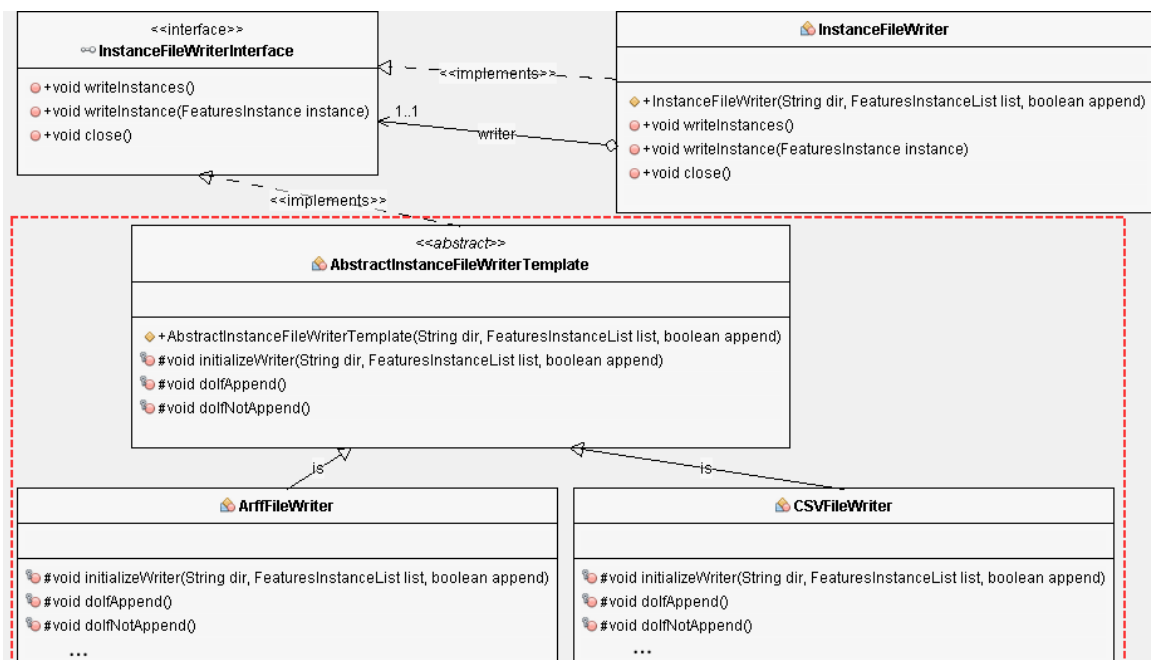 <<interface>>
InstanceFileWriterInterface
+void writeInstances()
+void writeInstance(FeaturesInstance instance)
+void close()
InstanceFileWriter
+InstanceFileWriter(String dir, FeaturesInstanceList list, boolean append)
+void writeInstances()
+void writeInstance(FeaturesInstance instance)
+void close()
<<implements>>
1..1
writer
<<implements>>
<<abstract>>
AbstractInstanceFileWriterTemplate
+AbstractInstanceFileWriterTemplate(String dir, FeaturesInstanceList list, boolean append)
#void initializeWriter(String dir, FeaturesInstanceList list, boolean append)
#void doIfAppend()
#void doIfNotAppend()
is
is
ArffFileWriter
#void initializeWriter(String dir, FeaturesInstanceList list, boolean append)
#void doIfAppend()
#void doIfNotAppend()
...
CSVFileWriter
#void initializeWriter(String dir, FeaturesInstanceList list, boolean append)
#void doIfAppend()
#void doIfNotAppend()
...